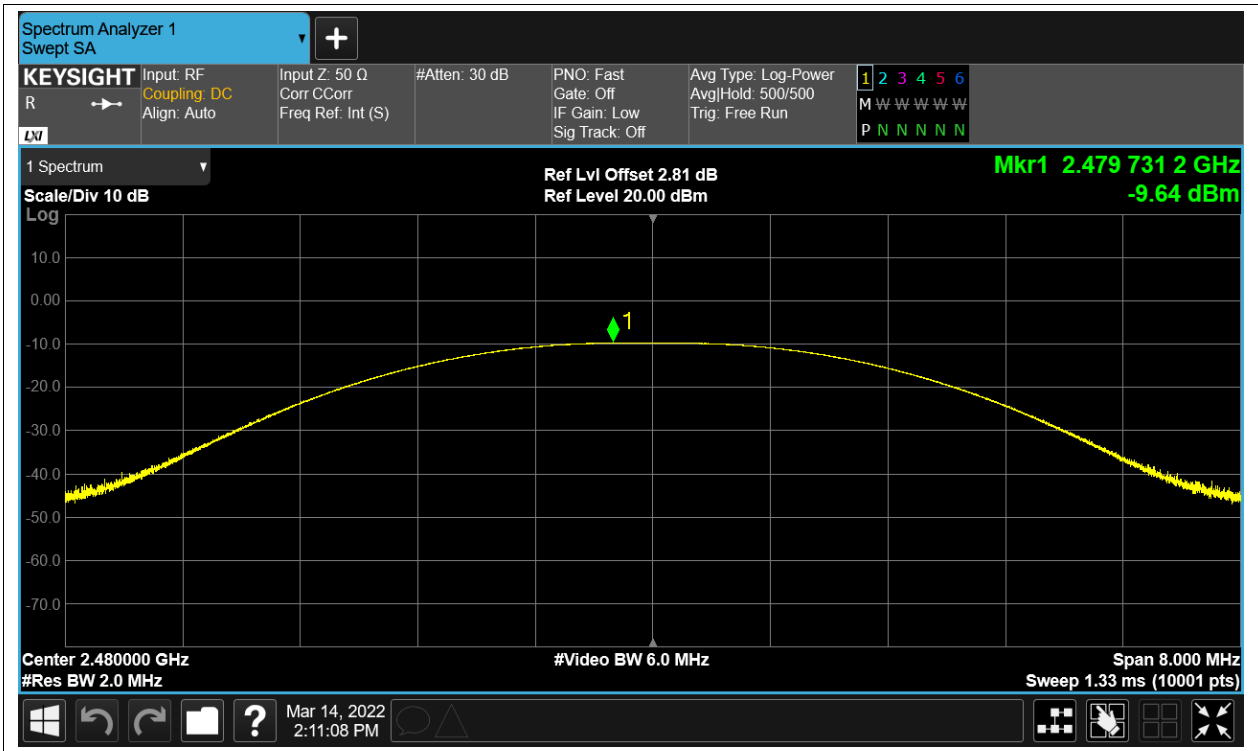 Spectrum Analyzer 1
Swept SA
+
KEYSIGHT
R
LXI
Input: RF
Coupling: DC
Align: Auto
Input Z: 50 Ω
Corr CCorr
Freq Ref: Int (S)
#Atten: 30 dB
PNO: Fast
Gate: Off
IF Gain: Low
Sig Track: Off
Avg Type: Log-Power
Avg|Hold: 500/500
Trig: Free Run
1 2 3 4 5 6
M W W W W W W
P N N N N N N
1 Spectrum
Scale/Div 10 dB
Log
Ref Lvl Offset 2.81 dB
Ref Level 20.00 dBm
Mkr1 2.479 731 2 GHz
-9.64 dBm
10.0
0.00
1
-10.0
-20.0
-30.0
-40.0
-50.0
-60.0
-70.0
Center 2.480000 GHz
#Video BW 6.0 MHz
Span 8.000 MHz
#Res BW 2.0 MHz
Sweep 1.33 ms (10001 pts)
?
Mar 14, 2022
2:11:08 PM